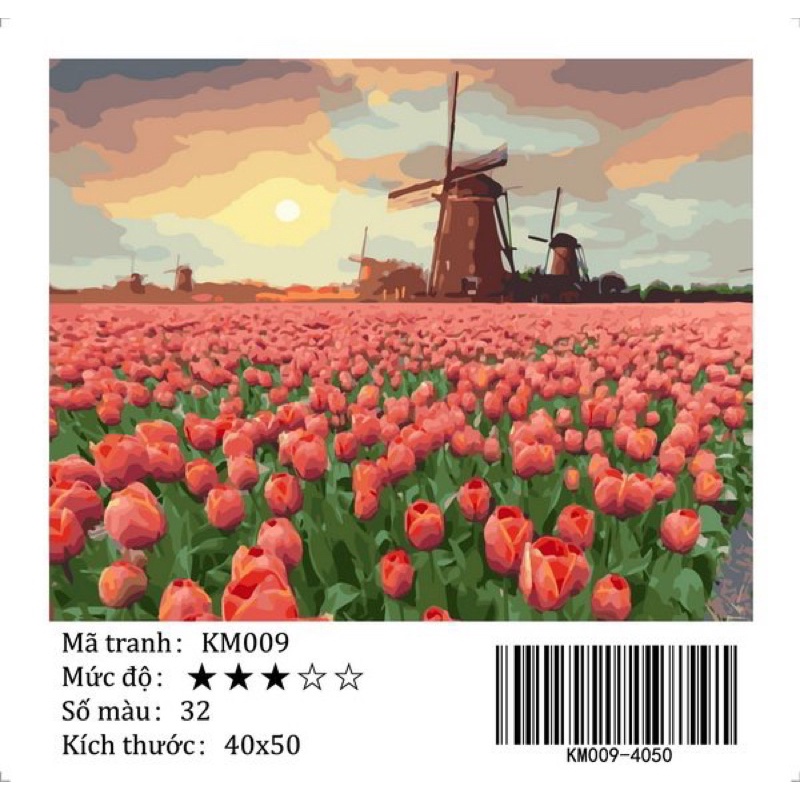 Mã tranh: KM009
Mức độ: ★★★☆☆
Số màu: 32
Kích thước: 40x50
KM009-4050